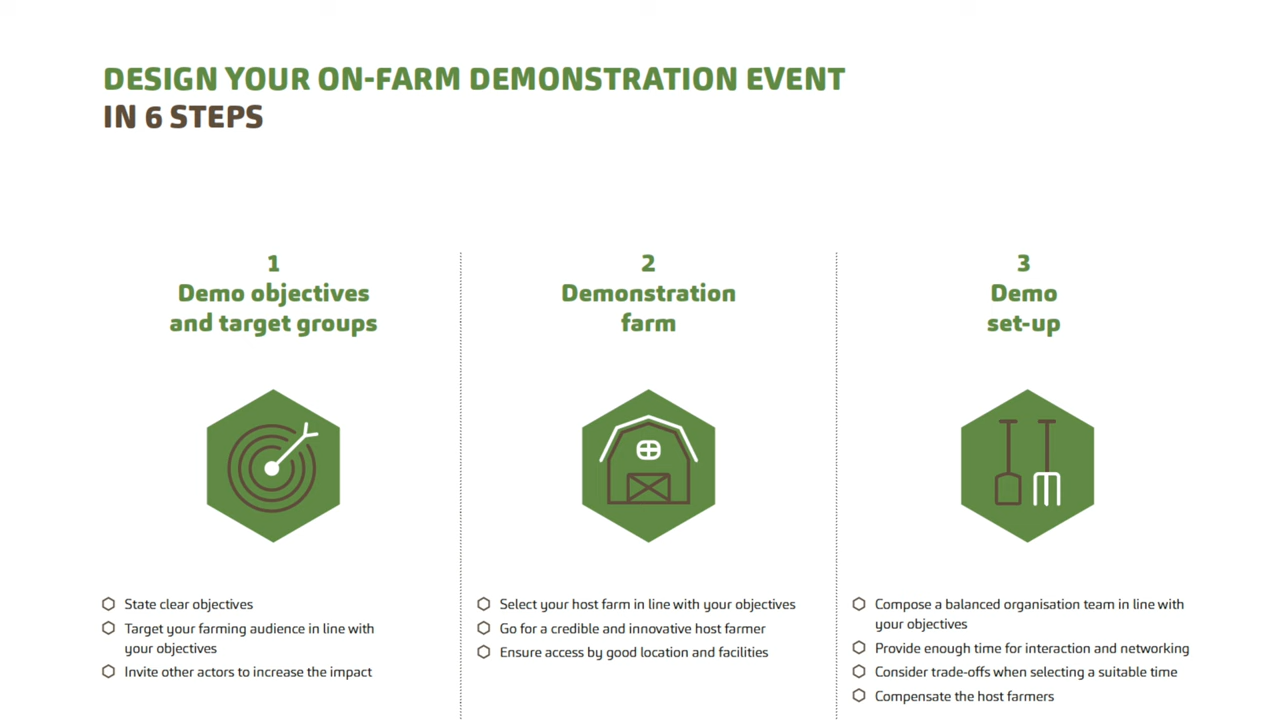 DESIGN YOUR ON-FARM DEMONSTRATION EVENT
IN 6 STEPS
1
Demo objectives
and target groups
State clear objectives
Target your farming audience in line with
your objectives
Invite other actors to increase the impact
2
Demonstration
farm
Select your host farm in line with your objectives
Go for a credible and innovative host farmer
Ensure access by good location and facilities
3
Demo
set-up
Compose a balanced organisation team in line with
your objectives
Provide enough time for interaction and networking
Consider trade-offs when selecting a suitable time
Compensate the host farmers